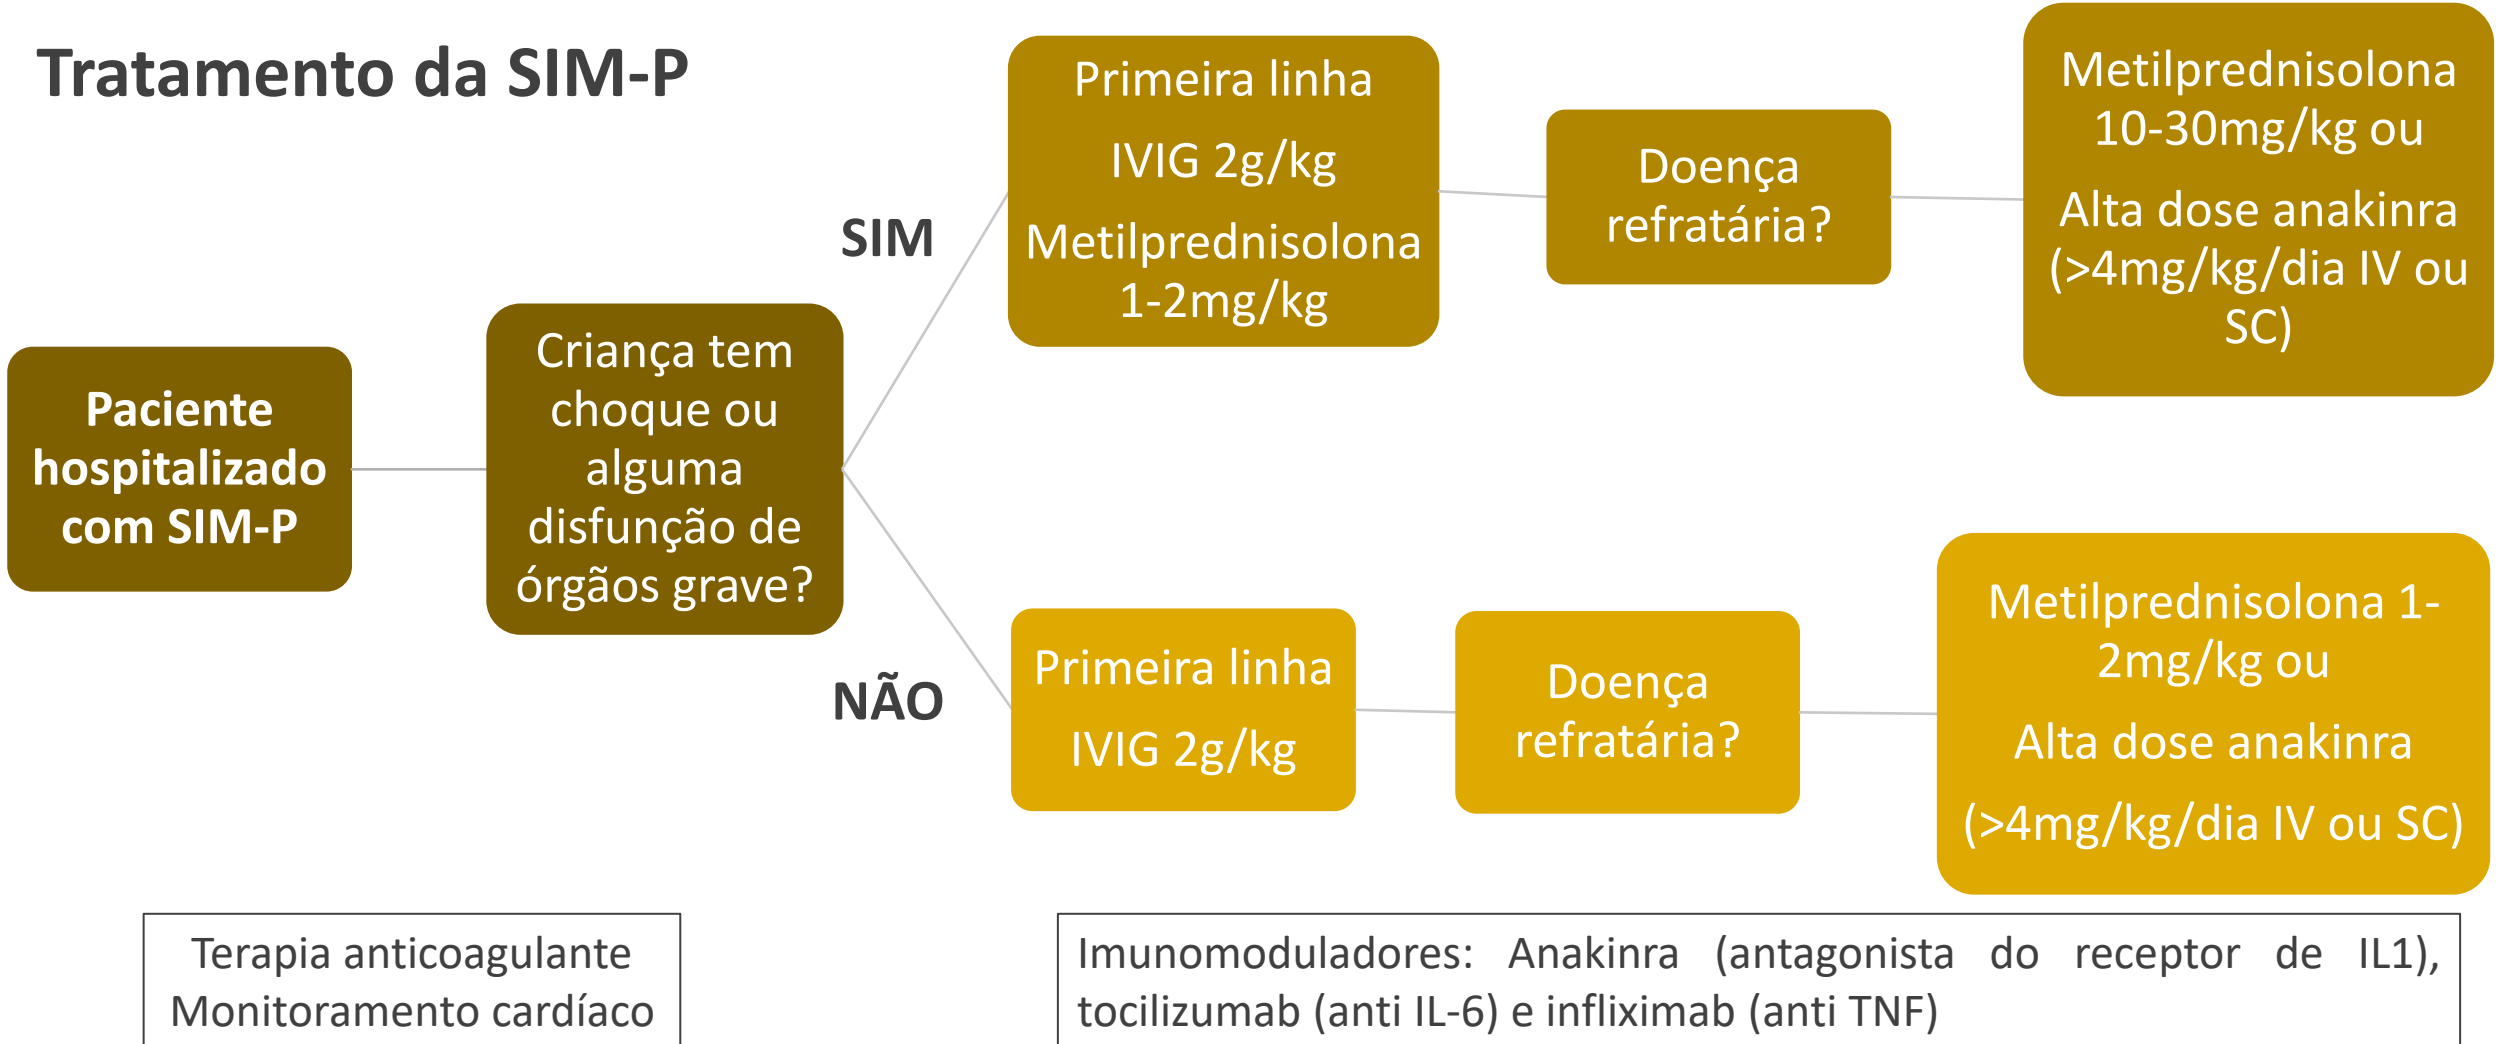 Tratamento da SIM-P
Paciente
hospitalizado
com SIM-P
Criança tem
choque ou
alguma
disfunção de
órgãos grave?
SIM
Primeira linha
IVIG 2g/kg
Metilprednisolona
1-2mg/kg
Doença
refratária?
Metilprednisolona
10-30mg/kg ou
Alta dose anakinra
(>4mg/kg/dia IV ou
SC)
NÃO
Primeira linha
IVIG 2g/kg
Doença
refratária?
Metilprednisolona 1-
2mg/kg ou
Alta dose anakinra
(>4mg/kg/dia IV ou SC)
Terapia anticoagulante
Monitoramento cardíaco
Imunomoduladores: Anakinra (antagonista do receptor de IL1),
tocilizumab (anti IL-6) e infliximab (anti TNF)